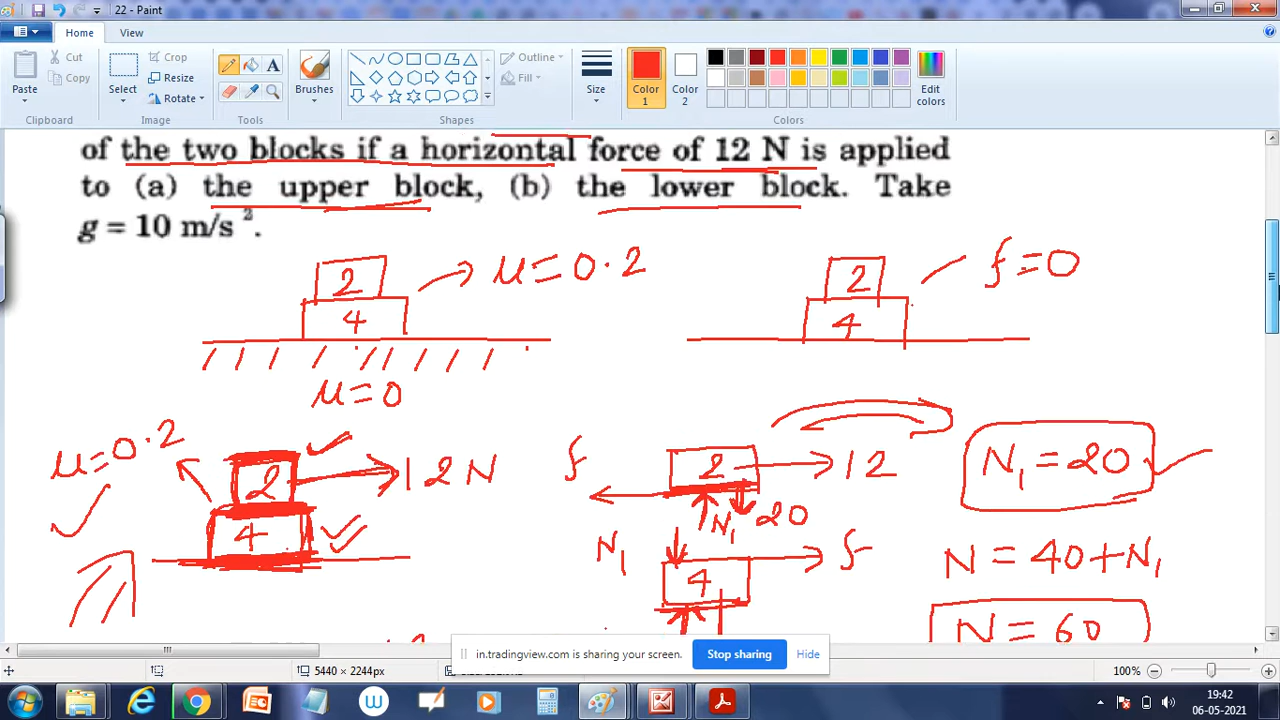 22 - Paint
Home View
Paste Cut Copy
Select Crop Resize Rotate
Brushes
Outline
Fill
Size
Color 1
Color 2
Edit colors
Clipboard Image Tools Shapes Colors
of the two blocks if a horizontal force of 12 N is applied
to (a) the upper block, (b) the lower block. Take
g = 10 m/s ².
2 4 μ = 0.2
μ = 0
2 4 f = 0
μ = 0.2
2 → 12 N
4
f 2 → 12
N₁ 20
N₁ 4 → f
N₁ = 20
N = 40 + N₁
N = 60
in.tradingview.com is sharing your screen. Stop sharing Hide
5440 × 2244px
100%
19:42
06-05-2021